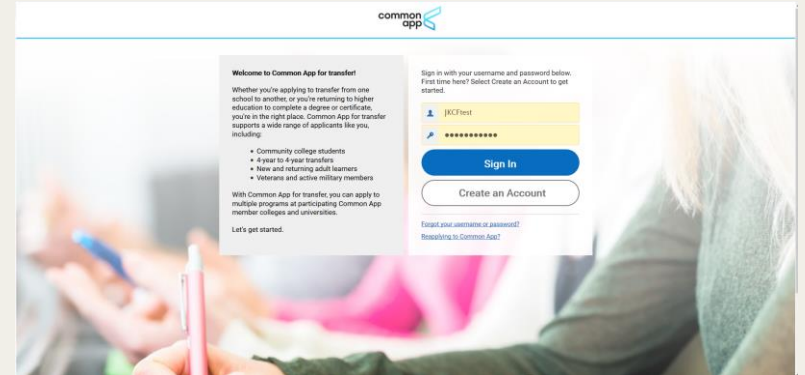 common
app
Welcome to Common App for transfer!
Whether you're applying to transfer from one
school to another, or you're returning to higher
education to complete a degree or certificate,
you're in the right place. Common App for transfer
supports a wide range of applicants like you,
including:
• Community college students
• 4-year to 4-year transfers
• New and returning adult learners
• Veterans and active military members
With Common App for transfer, you can apply to
multiple programs at participating Common App
member colleges and universities.
Let's get started.
Sign in with your username and password below.
First time here? Select Create an Account to get
started.
JKCFtest
•••••••••••
Sign In
Create an Account
Forgot your username or password?
Reapplying to Common App?